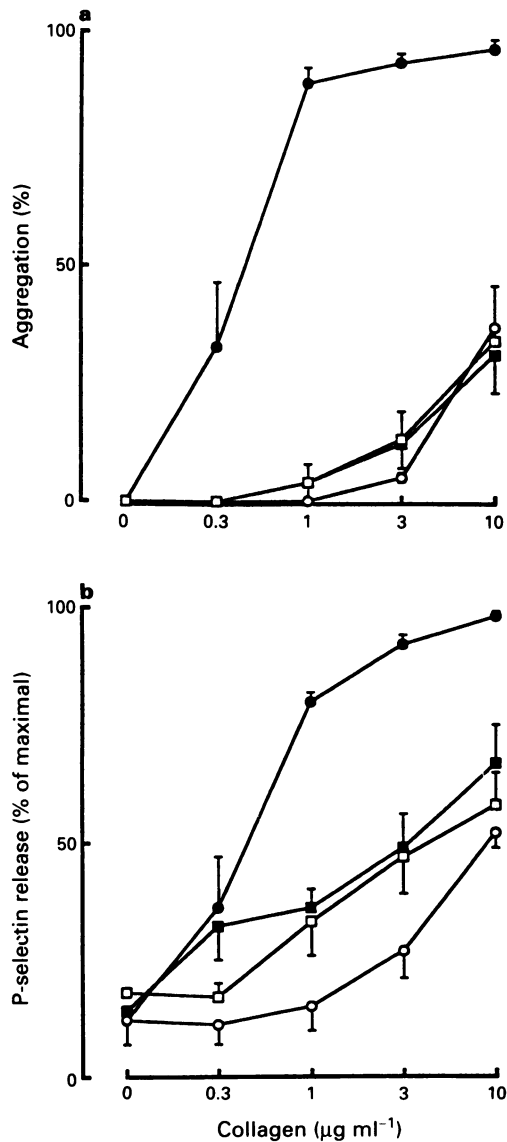 a
100
50
0
Aggregation (%)
0 0.3 1 3 10
b
100
50
0
P-selectin release (% of maximal)
0 0.3 1 3 10
Collagen (μg ml⁻¹)